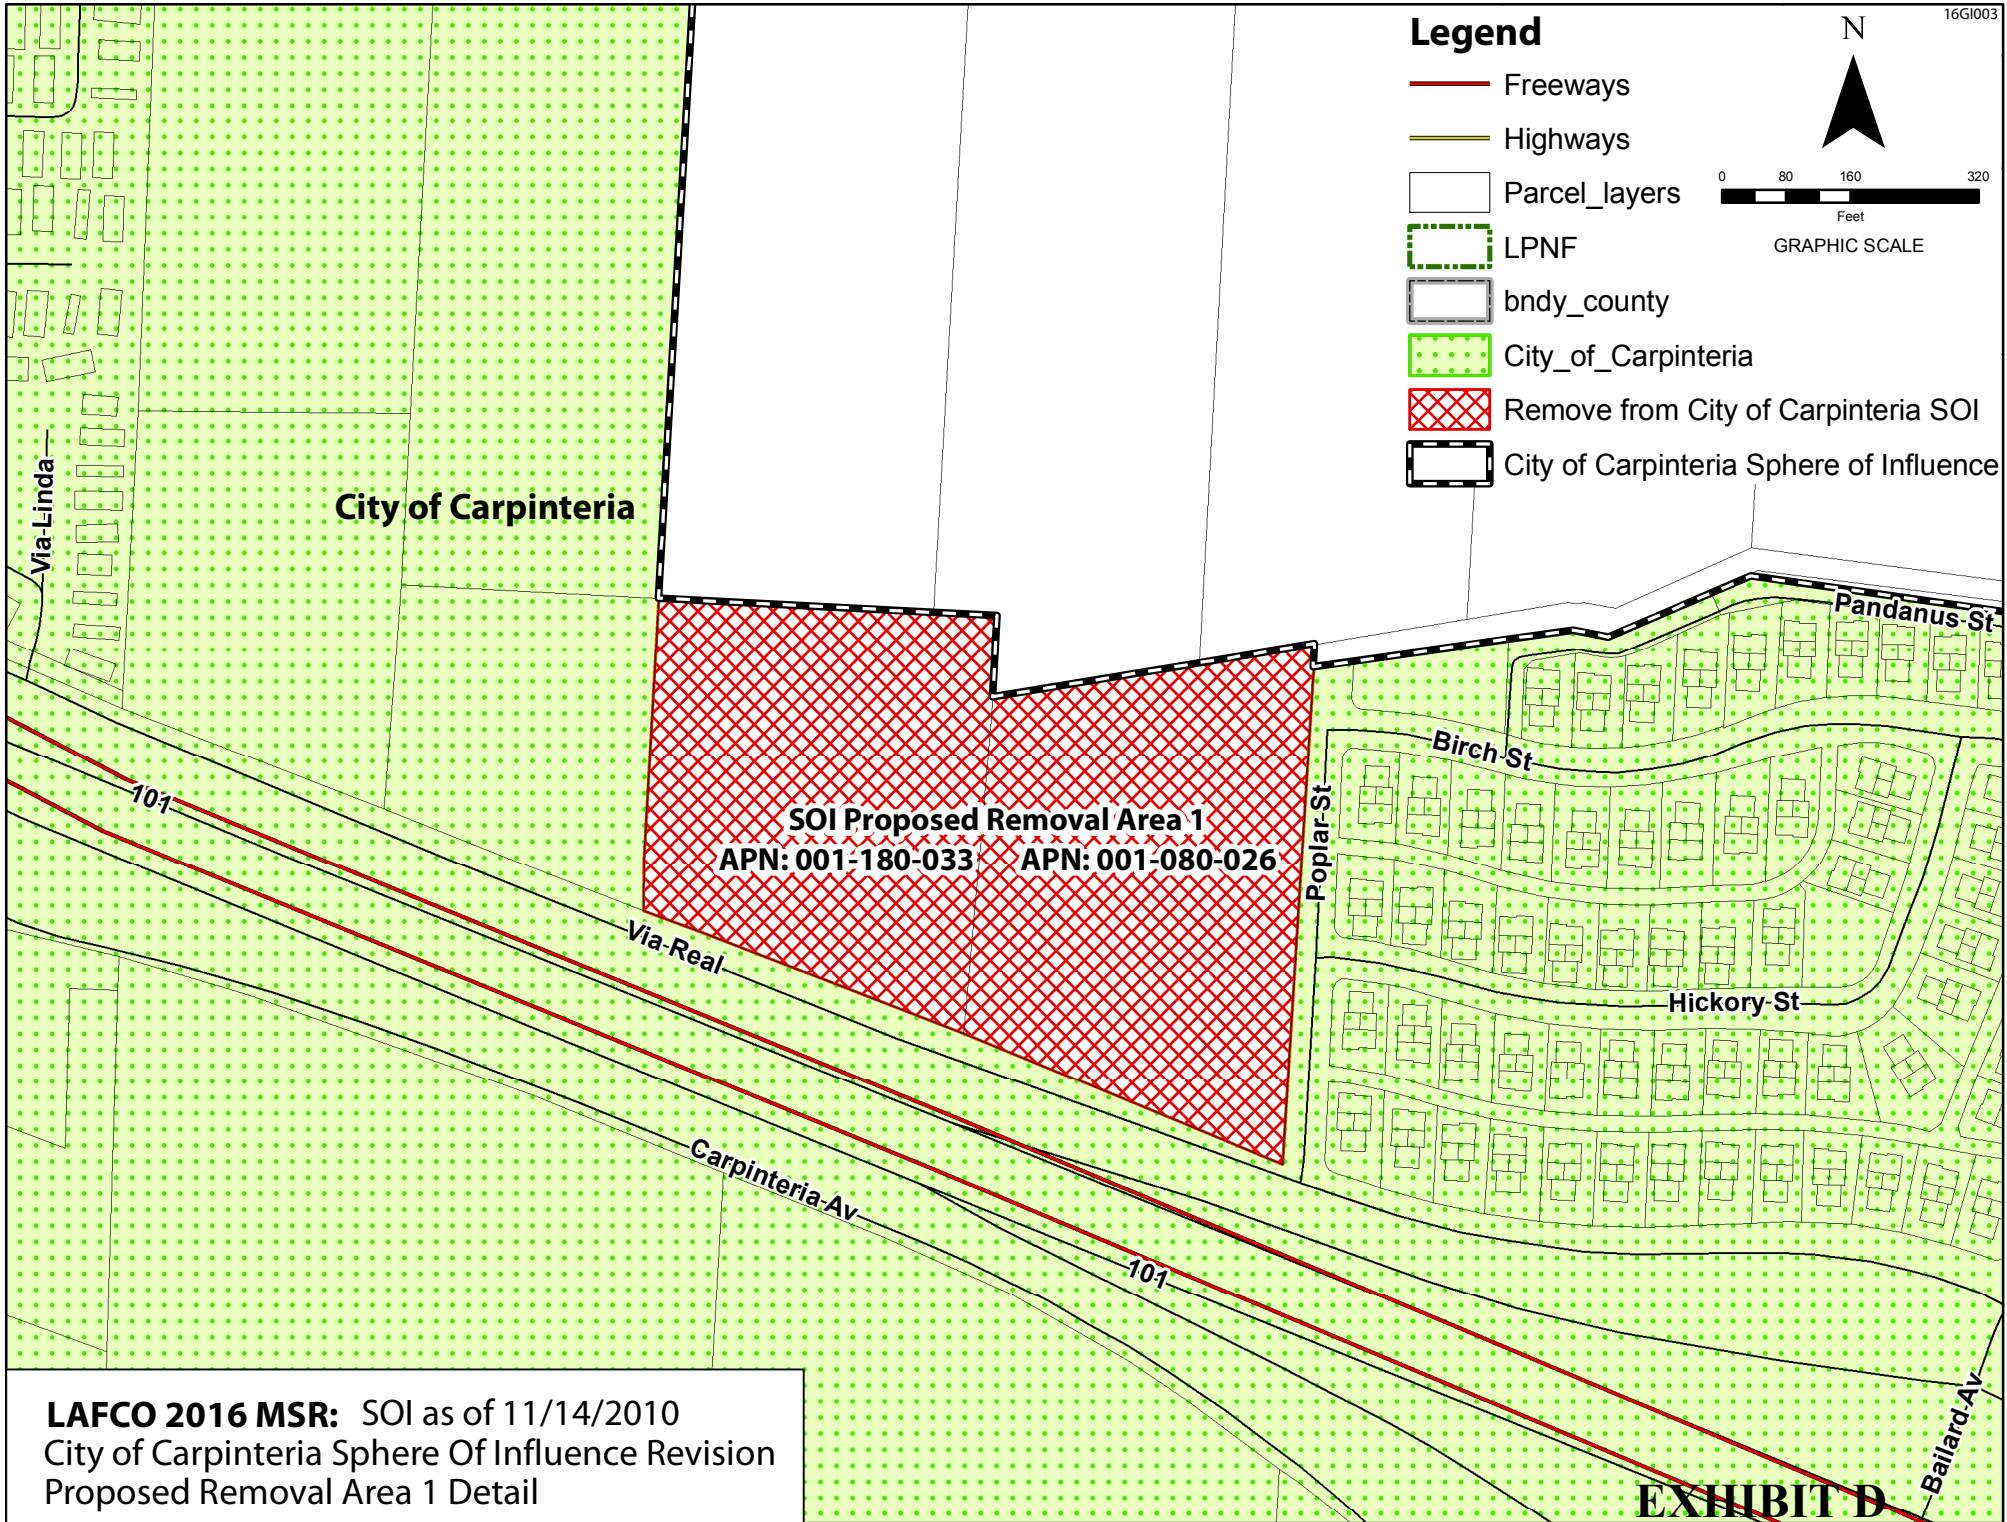 16GI003
Legend
N
Freeways
Highways
Parcel_layers
0 80 160 320
Feet
GRAPHIC SCALE
LPNF
bndy_county
City_of_Carpinteria
Remove from City of Carpinteria SOI
City of Carpinteria Sphere of Influence
City of Carpinteria
Via Linda
Pandanus St
Birch St
101
Poplar St
SOI Proposed Removal Area 1
APN: 001-180-033 APN: 001-080-026
Via Real
Hickory St
Carpinteria Av
101
Bailard Av
LAFCO 2016 MSR: SOI as of 11/14/2010
City of Carpinteria Sphere Of Influence Revision
Proposed Removal Area 1 Detail
EXHIBIT D